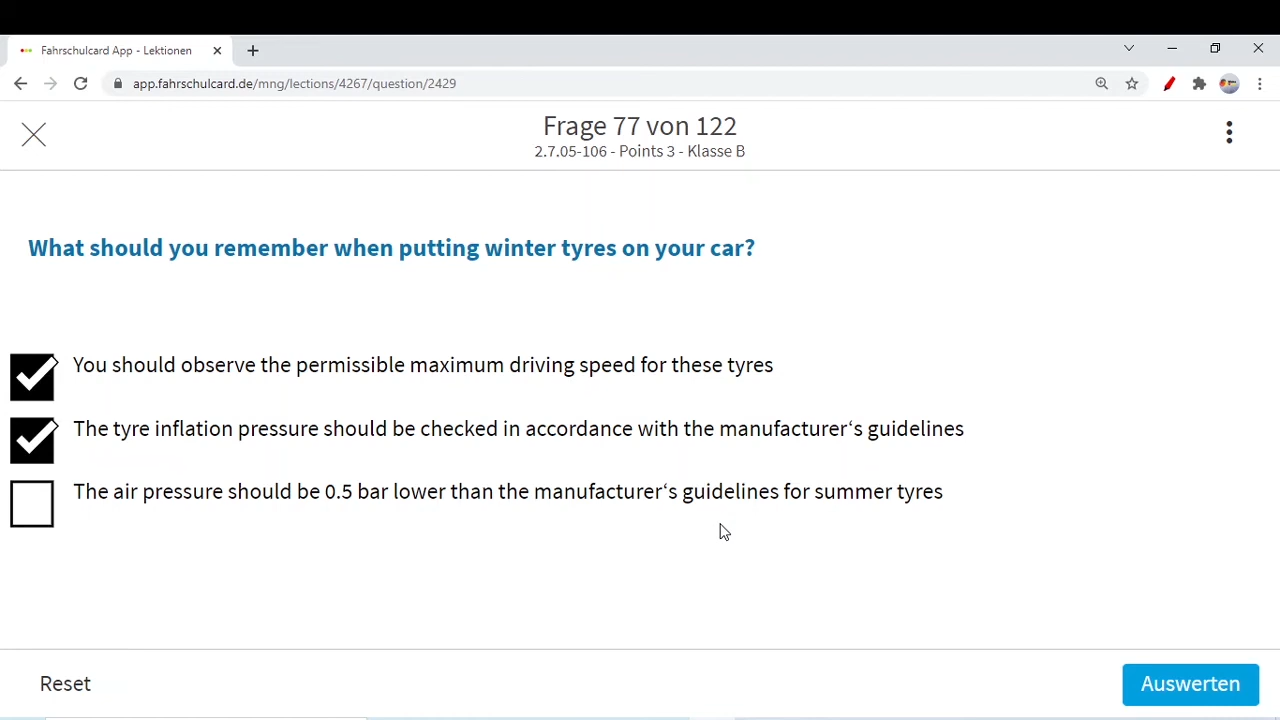 Fahrschulcard App - Lektionen
app.fahrschulcard.de/mng/lections/4267/question/2429
Frage 77 von 122
2.7.05-106 - Points 3 - Klasse B
What should you remember when putting winter tyres on your car?
You should observe the permissible maximum driving speed for these tyres
The tyre inflation pressure should be checked in accordance with the manufacturer‘s guidelines
The air pressure should be 0.5 bar lower than the manufacturer‘s guidelines for summer tyres
Reset
Auswerten